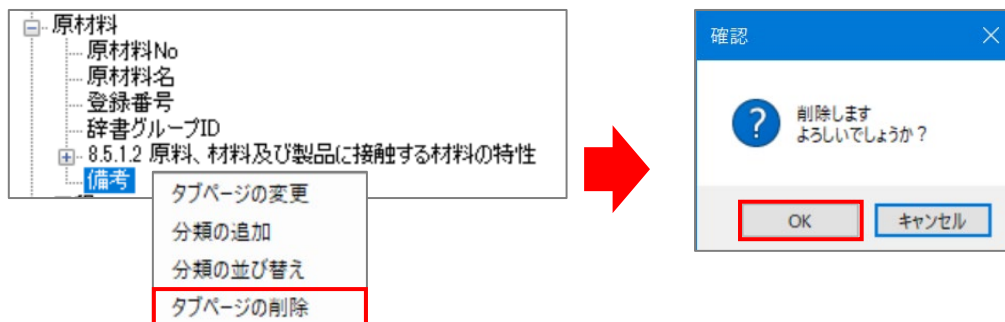 原材料
原材料No
原材料名
登録番号
辞書グループID
8.5.1.2 原料、材料及び製品に接触する材料の特性
備考
タブページの変更
分類の追加
分類の並び替え
タブページの削除
確認
削除します
よろしいでしょうか？
OK
キャンセル